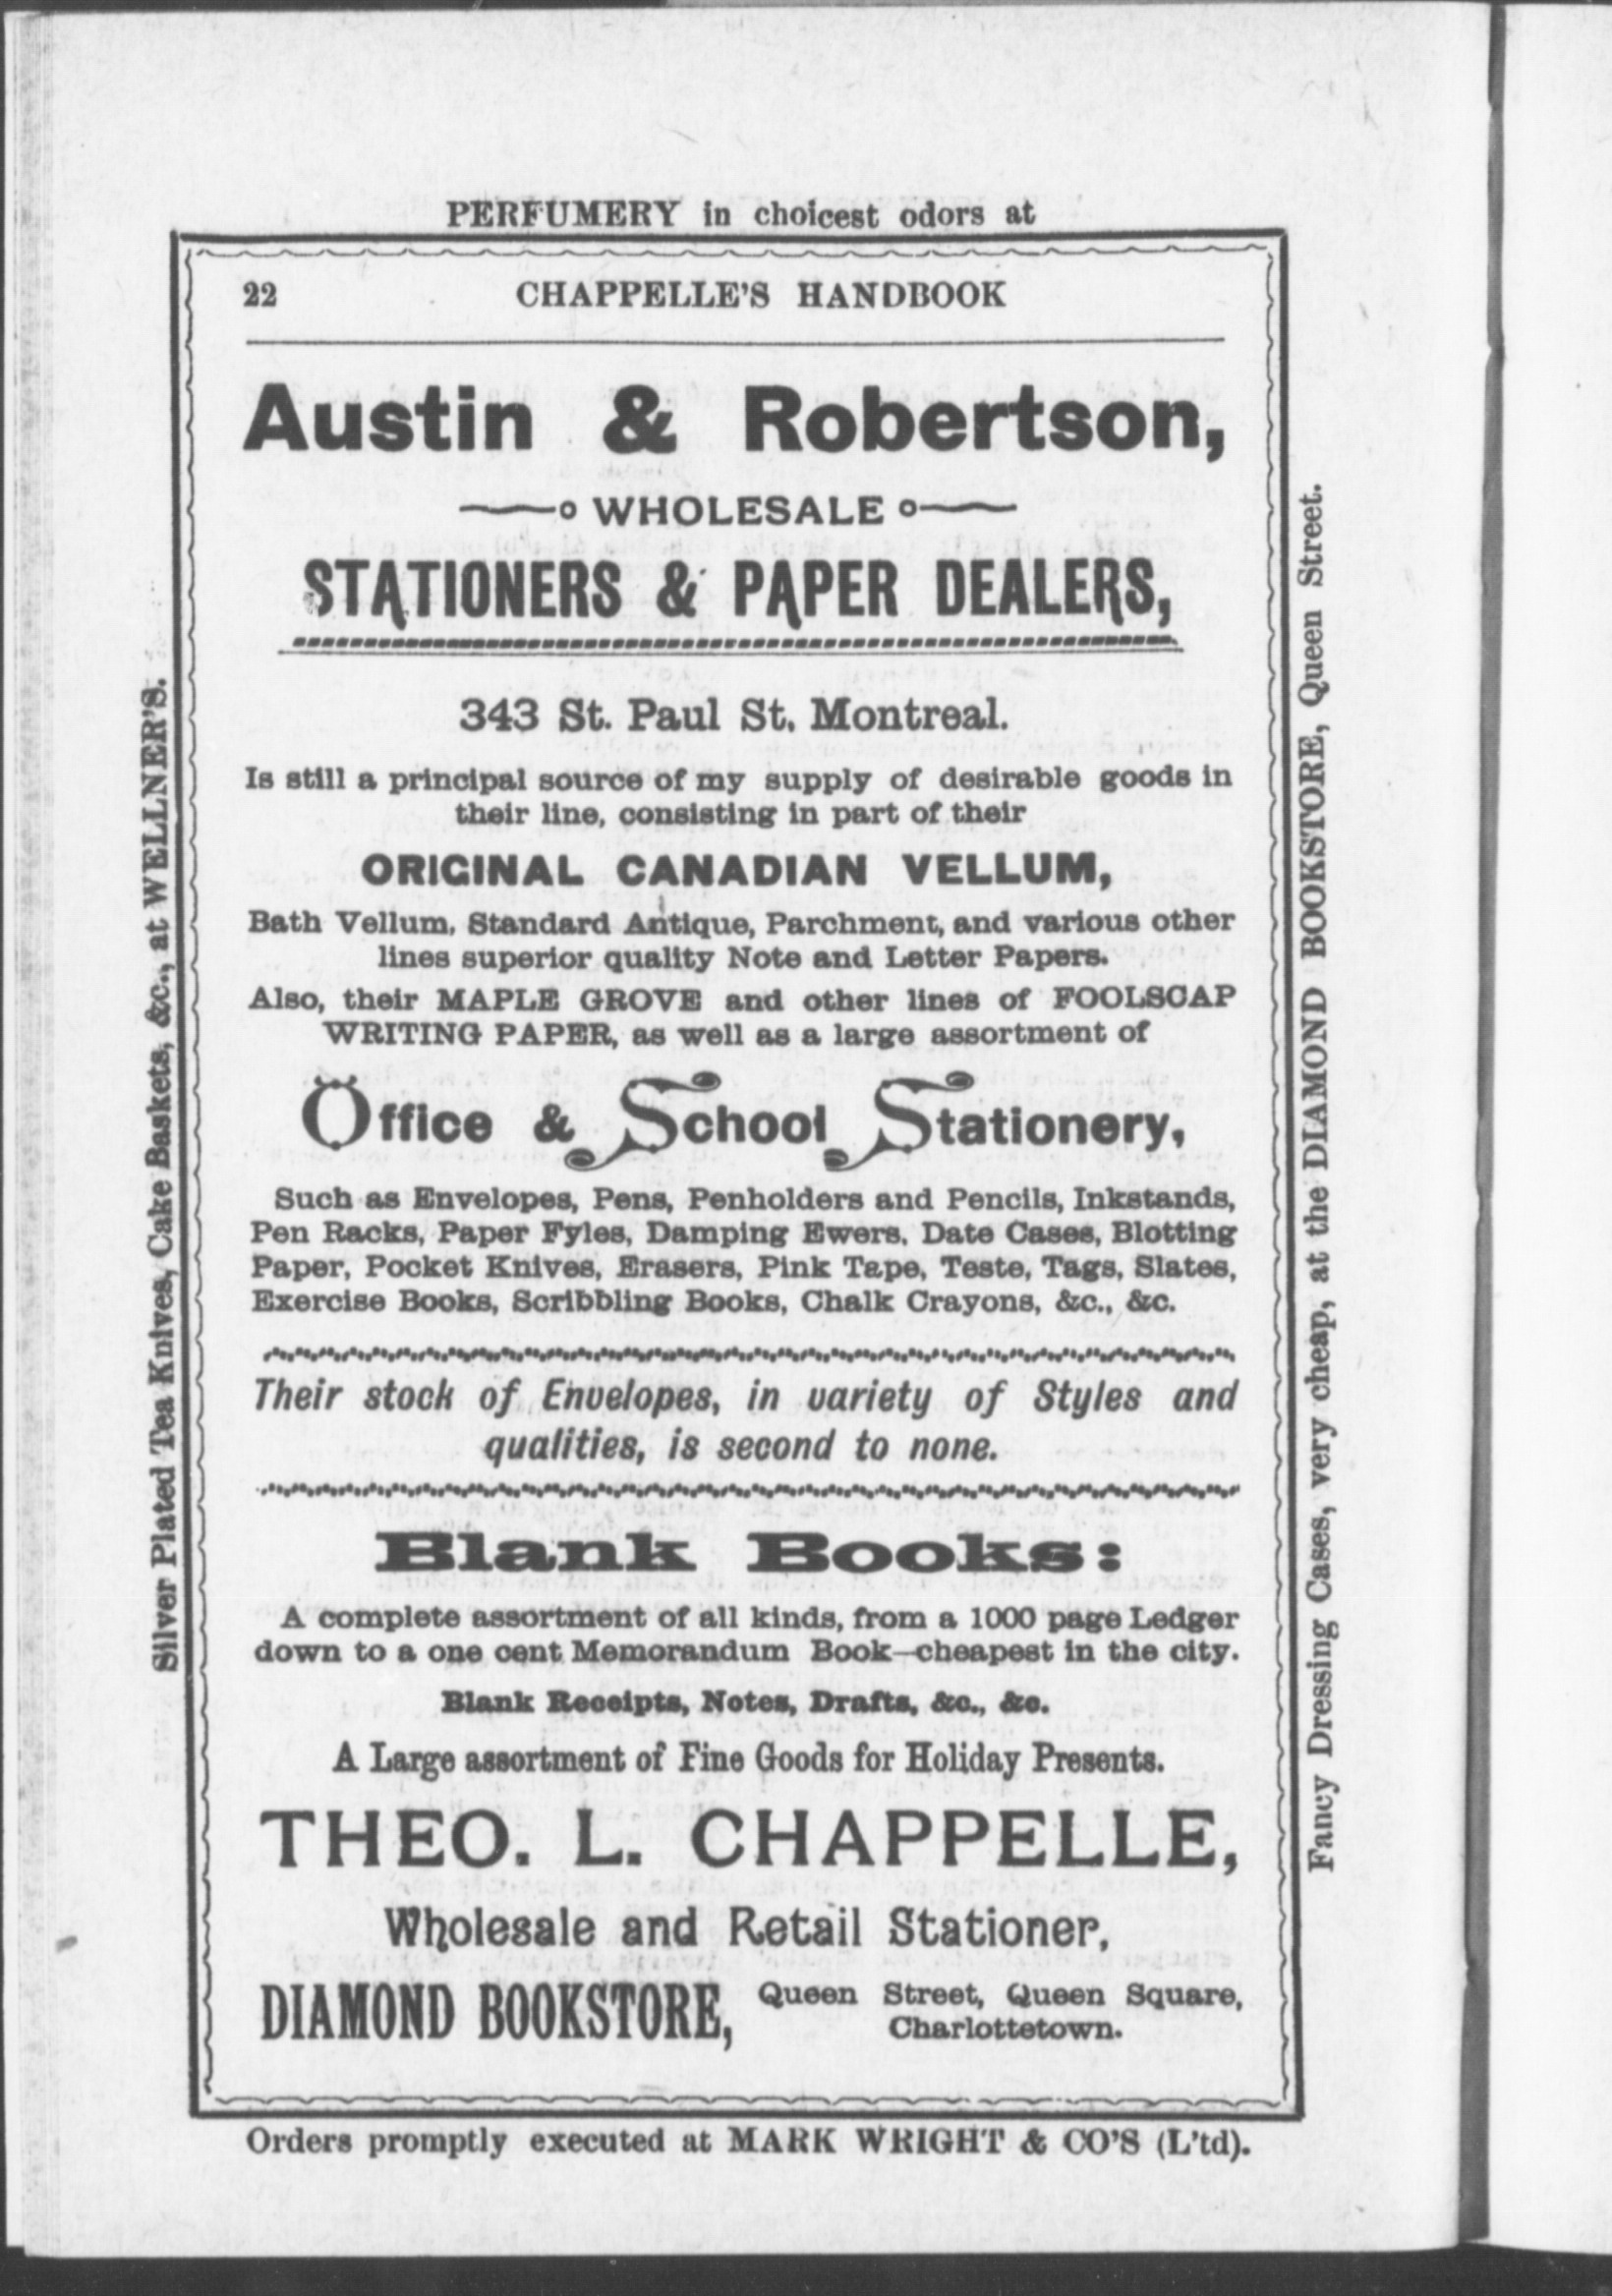 PERFUMERY in choicest odors at
22 CHAPPELLE'S HANDBOOK
Austin & Robertson,
WHOLESALE
STATIONERS & PAPER DEALERS,
343 St. Paul St. Montreal.
Is still a principal source of my supply of desirable goods in
their line, consisting in part of their
ORIGINAL CANADIAN VELLUM,
Bath Vellum, Standard Antique, Parchment, and various other
lines superior quality Note and Letter Papers.
Also, their MAPLE GROVE and other lines of FOOLSCAP
WRITING PAPER, as well as a large assortment of
Office & School Stationery,
Such as Envelopes, Pens, Penholders and Pencils, Inkstands,
Pen Racks, Paper Fyles, Damping Ewers, Date Cases, Blotting
Paper, Pocket Knives, Erasers, Pink Tape, Teste, Tags, Slates,
Exercise Books, Scribbling Books, Chalk Crayons, &c., &c.
Their stock of Envelopes, in variety of Styles and
qualities, is second to none.
Blank Books:
A complete assortment of all kinds, from a 1000 page Ledger
down to a one cent Memorandum Book—cheapest in the city.
Blank Receipts, Notes, Drafts, &c., &c.
A Large assortment of Fine Goods for Holiday Presents.
THEO. L. CHAPPELLE,
Wholesale and Retail Stationer,
DIAMOND BOOKSTORE, Queen Street, Queen Square,
Charlottetown.
Orders promptly executed at MARK WRIGHT & CO'S (L'td).
Silver Plated Tea Knives, Cake Baskets, &c., at WELLNER'S.
Fancy Dressing Cases, very cheap, at the DIAMOND BOOKSTORE, Queen Street.